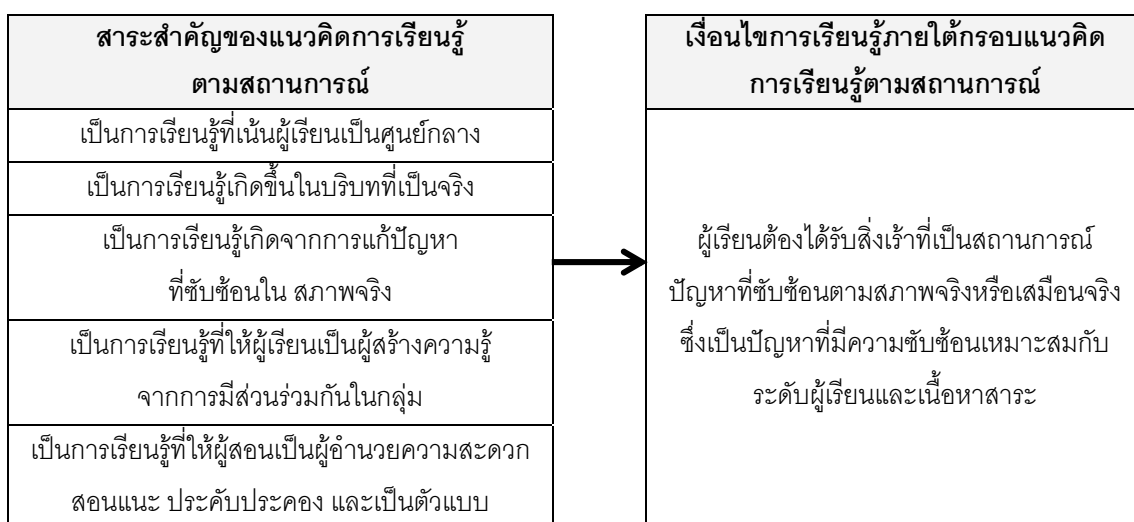 สาระสำคัญของแนวคิดการเรียนรู้
ตามสถานการณ์
เป็นการเรียนรู้ที่เน้นผู้เรียนเป็นศูนย์กลาง
เป็นการเรียนรู้เกิดขึ้นในบริบทที่เป็นจริง
เป็นการเรียนรู้เกิดจากการแก้ปัญหา
ที่ซับซ้อนใน สภาพจริง
เป็นการเรียนรู้ที่ให้ผู้เรียนเป็นผู้สร้างความรู้
จากการมีส่วนร่วมกันในกลุ่ม
เป็นการเรียนรู้ที่ให้ผู้สอนเป็นผู้อำนวยความสะดวก
สอนแนะ ประคับประคอง และเป็นตัวแบบ
เงื่อนไขการเรียนรู้ภายใต้กรอบแนวคิด
การเรียนรู้ตามสถานการณ์
ผู้เรียนต้องได้รับสิ่งเร้าที่เป็นสถานการณ์
ปัญหาที่ซับซ้อนตามสภาพจริงหรือเสมือนจริง
ซึ่งเป็นปัญหาที่มีความซับซ้อนเหมาะสมกับ
ระดับผู้เรียนและเนื้อหาสาระ